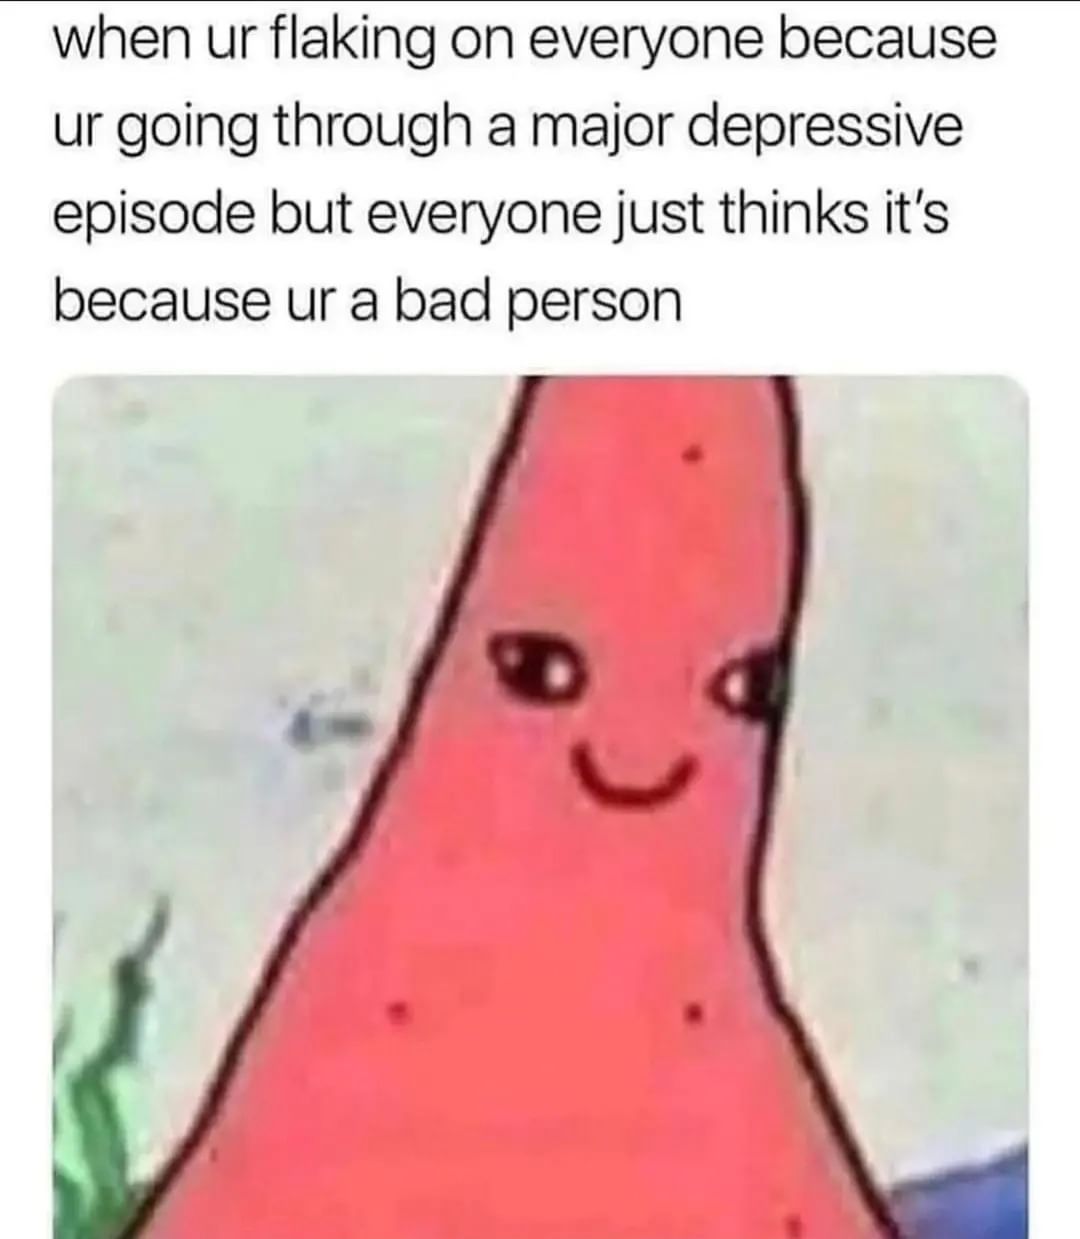 when ur flaking on everyone because
ur going through a major depressive
episode but everyone just thinks it's
because ur a bad person